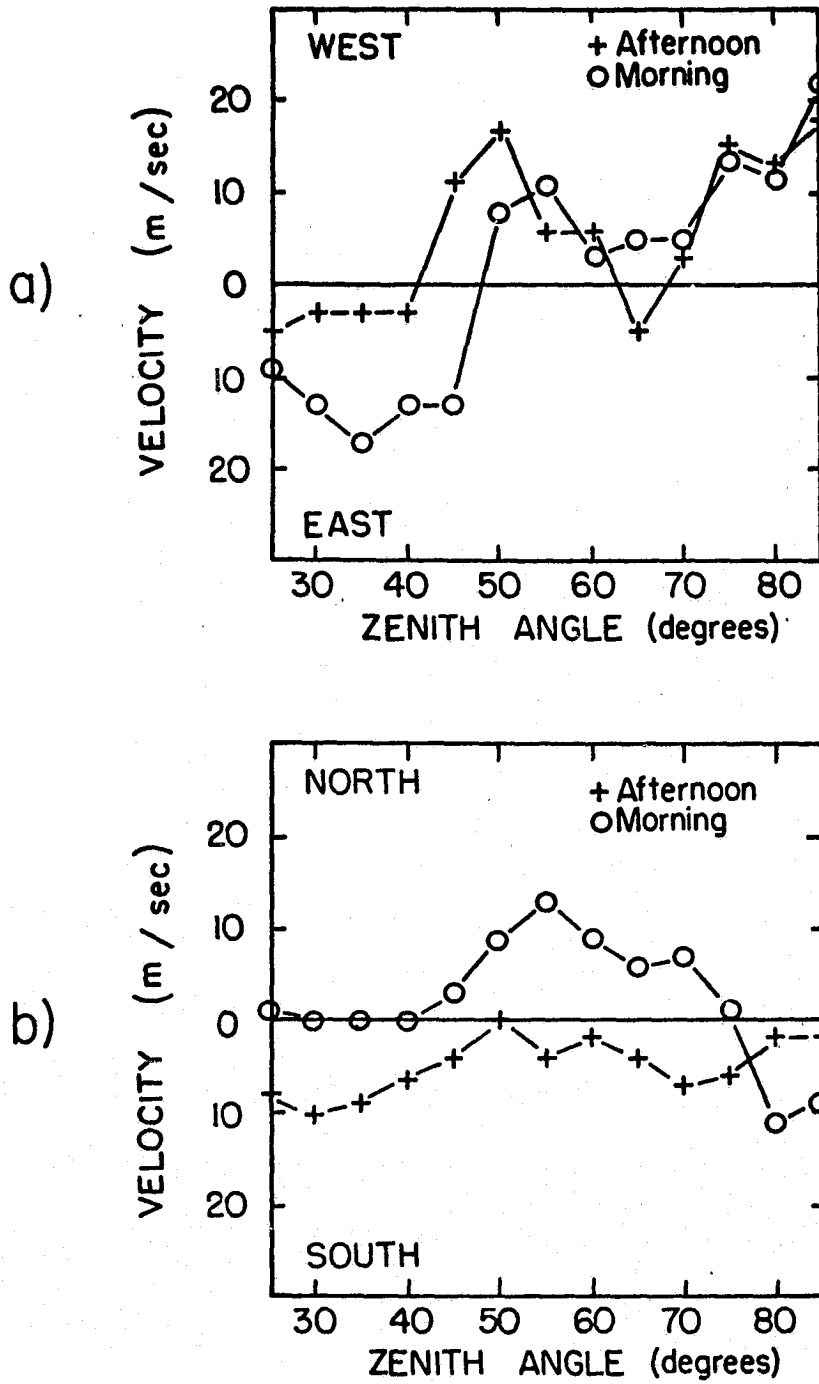 a)
WEST
+ Afternoon
O Morning
VELOCITY (m/sec)
20
10
0
10
20
EAST
30 40 50 60 70 80
ZENITH ANGLE (degrees)
b)
NORTH
+ Afternoon
O Morning
VELOCITY (m/sec)
20
10
0
10
20
SOUTH
30 40 50 60 70 80
ZENITH ANGLE (degrees)